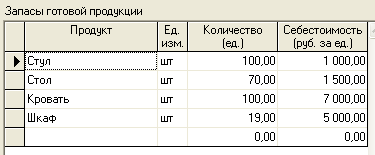 Запасы готовой продукции
Продукт Ед. изм. Количество (ед.) Себестоимость (руб. за ед.)
Стул шт 100,00 1 000,00
Стол шт 70,00 1 500,00
Кровать шт 100,00 7 000,00
Шкаф шт 19,00 5 000,00
0,00 0,00